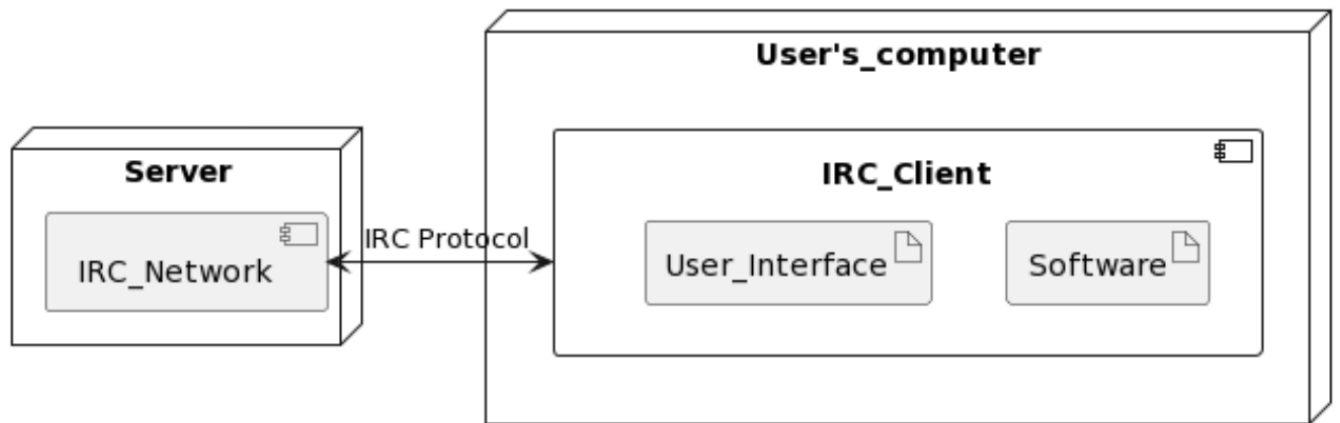 User's_computer
Server
IRC_Client
IRC Protocol
IRC_Network
User_Interface
Software